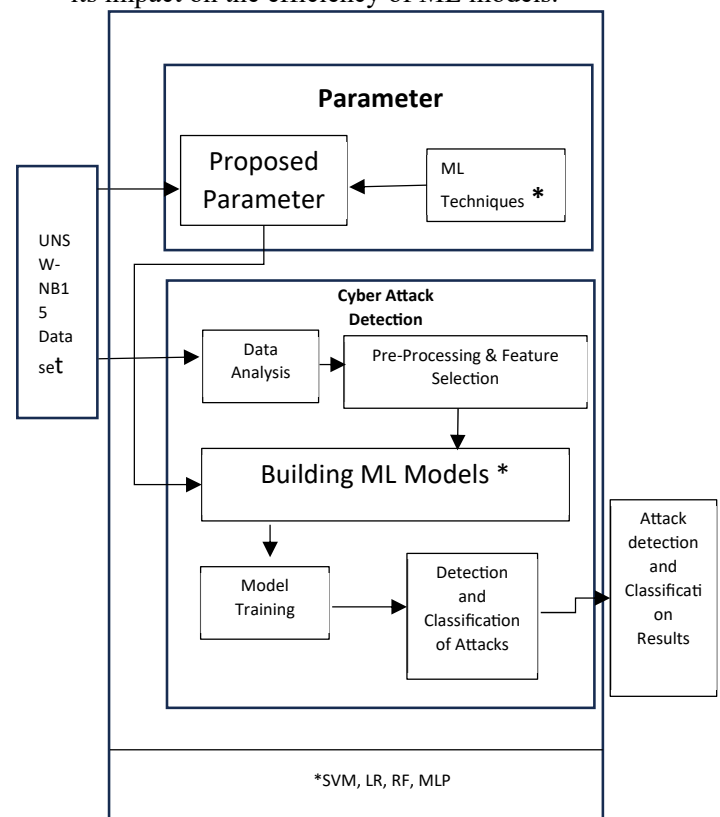 its impact on the efficiency of ML models.
Parameter
Proposed
Parameter
ML
Techniques *
UNS
W-
NB1
5
Data
set
Cyber Attack
Detection
Data
Analysis
Pre-Processing & Feature
Selection
Building ML Models *
Model
Training
Detection
and
Classification
of Attacks
Attack
detection
and
Classificati
on
Results
*SVM, LR, RF, MLP